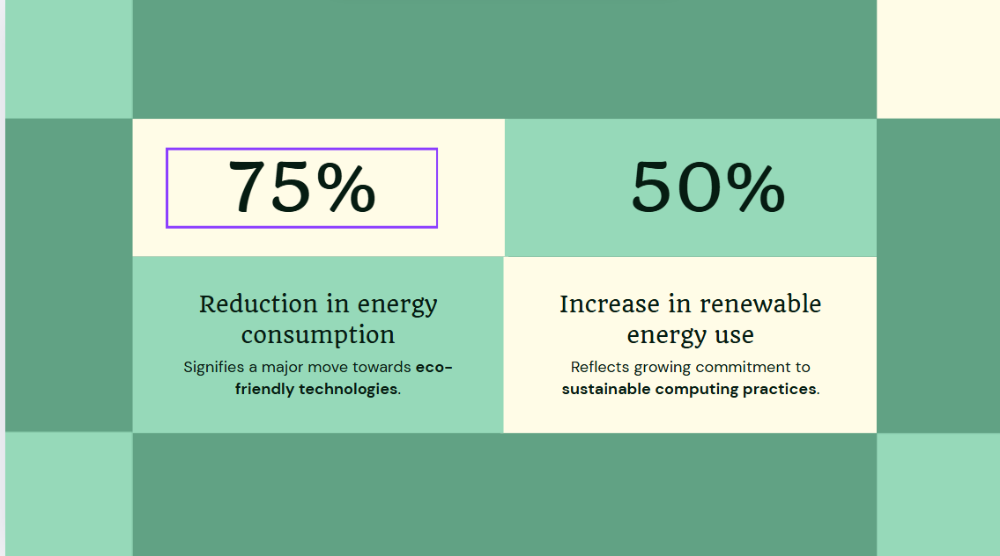 75%
50%
Reduction in energy
consumption
Signifies a major move towards eco-
friendly technologies.
Increase in renewable
energy use
Reflects growing commitment to
sustainable computing practices.